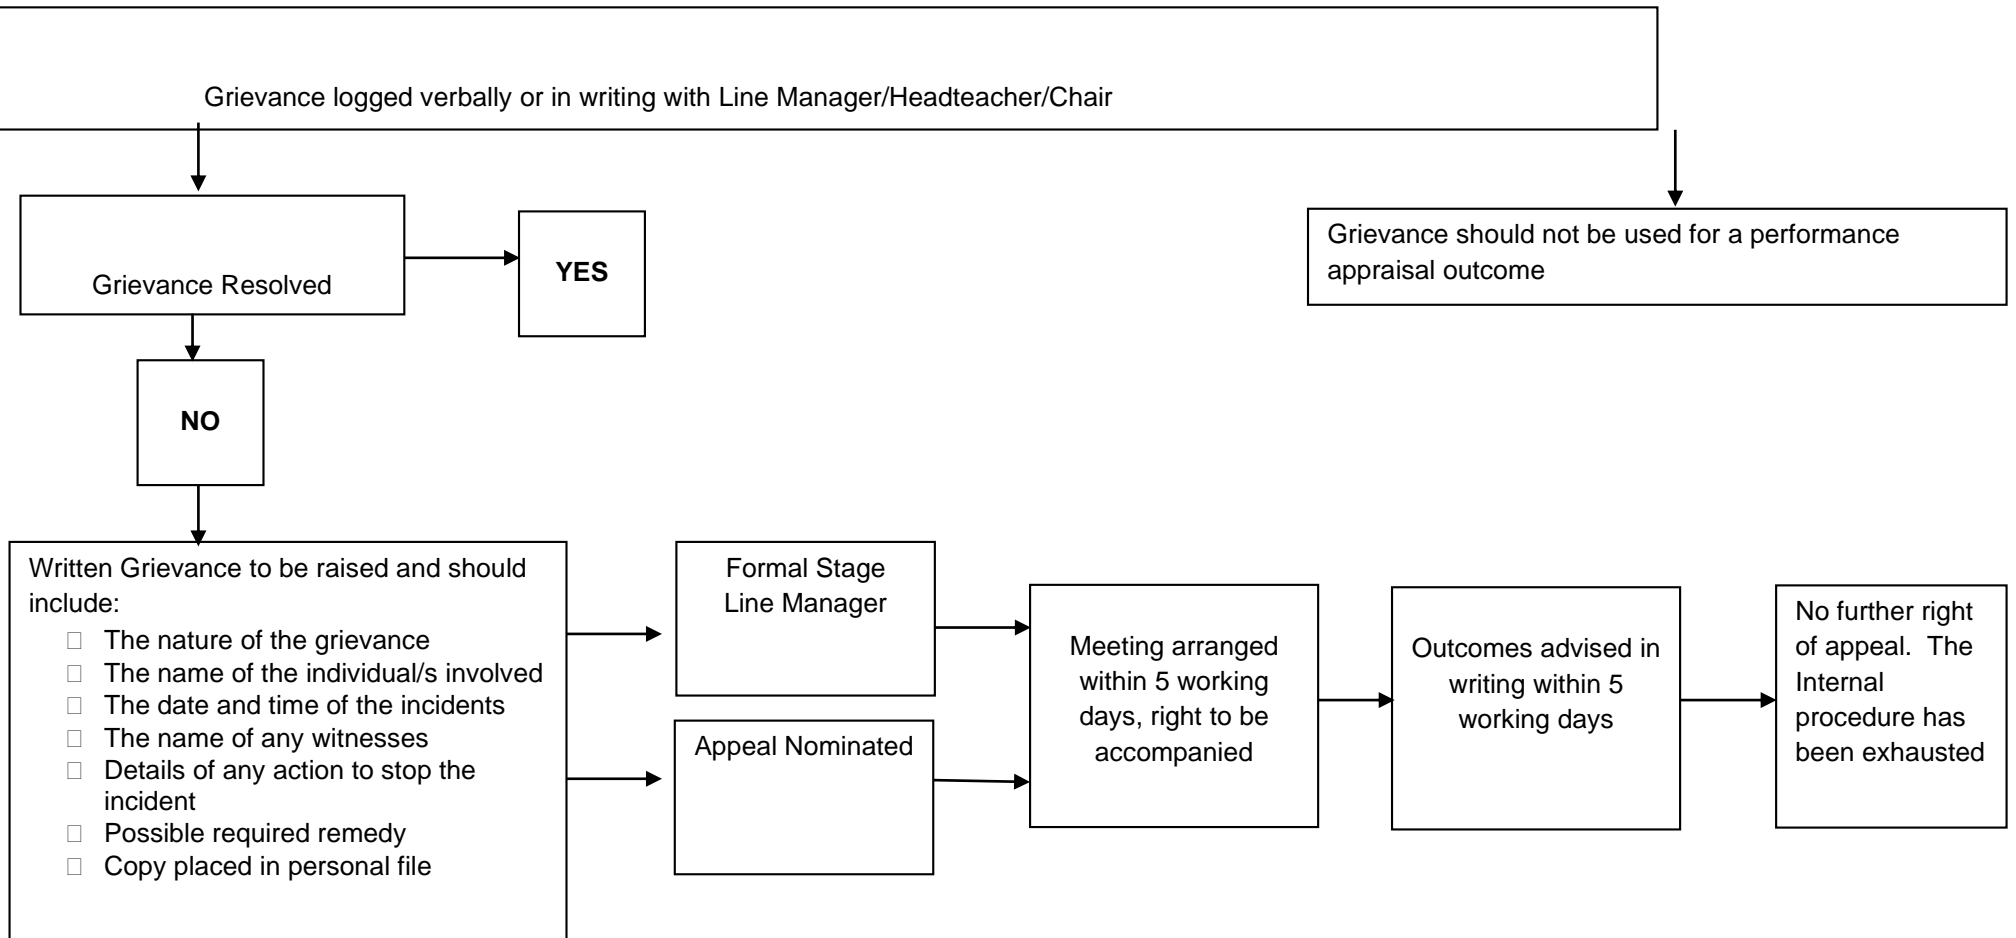 Grievance logged verbally or in writing with Line Manager/Headteacher/Chair
Grievance Resolved
YES
Grievance should not be used for a performance
appraisal outcome
NO
Written Grievance to be raised and should
include:
The nature of the grievance
The name of the individual/s involved
The date and time of the incidents
The name of any witnesses
Details of any action to stop the
incident
Possible required remedy
Copy placed in personal file
Formal Stage
Line Manager
Appeal Nominated
Meeting arranged
within 5 working
days, right to be
accompanied
Outcomes advised in
writing within 5
working days
No further right
of appeal.  The
Internal
procedure has
been exhausted